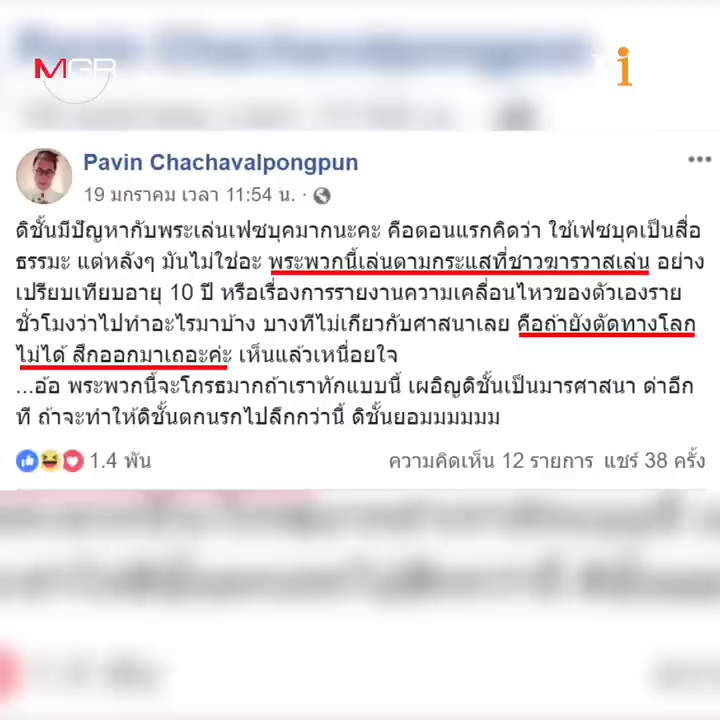 MGR
i
Pavin Chachavalpongpun
19 มกราคม เวลา 11:54 น. ·
ดิชั้นมีปัญหากับพระเล่นเฟซบุคมากนะคะ คือตอนแรกคิดว่า ใช้เฟซบุคเป็นสื่อ
ธรรมะ แต่หลังๆ มันไม่ใช่อะ พระพวกนี้เล่นตามกระแสที่ชาวฆารวาสเล่น อย่าง
เปรียบเทียบอายุ 10 ปี หรือเรื่องการรายงานความเคลื่อนไหวของตัวเองราย
ชั่วโมงว่าไปทำอะไรมาบ้าง บางทีไม่เกี่ยวกับศาสนาเลย คือถ้ายังตัดทางโลก
ไม่ได้ สึกออกมาเถอะค่ะ เห็นแล้วเหนื่อยใจ
...อ้อ พระพวกนี้จะโกรธมากถ้าเราทักแบบนี้ เผอิญดิชั้นเป็นมารศาสนา ด่าอีก
ที ถ้าจะทำให้ดิชั้นตกนรกไปลึกกว่านี้ ดิชั้นยอมมมมมม
1.4 พัน ความคิดเห็น 12 รายการ แชร์ 38 ครั้ง